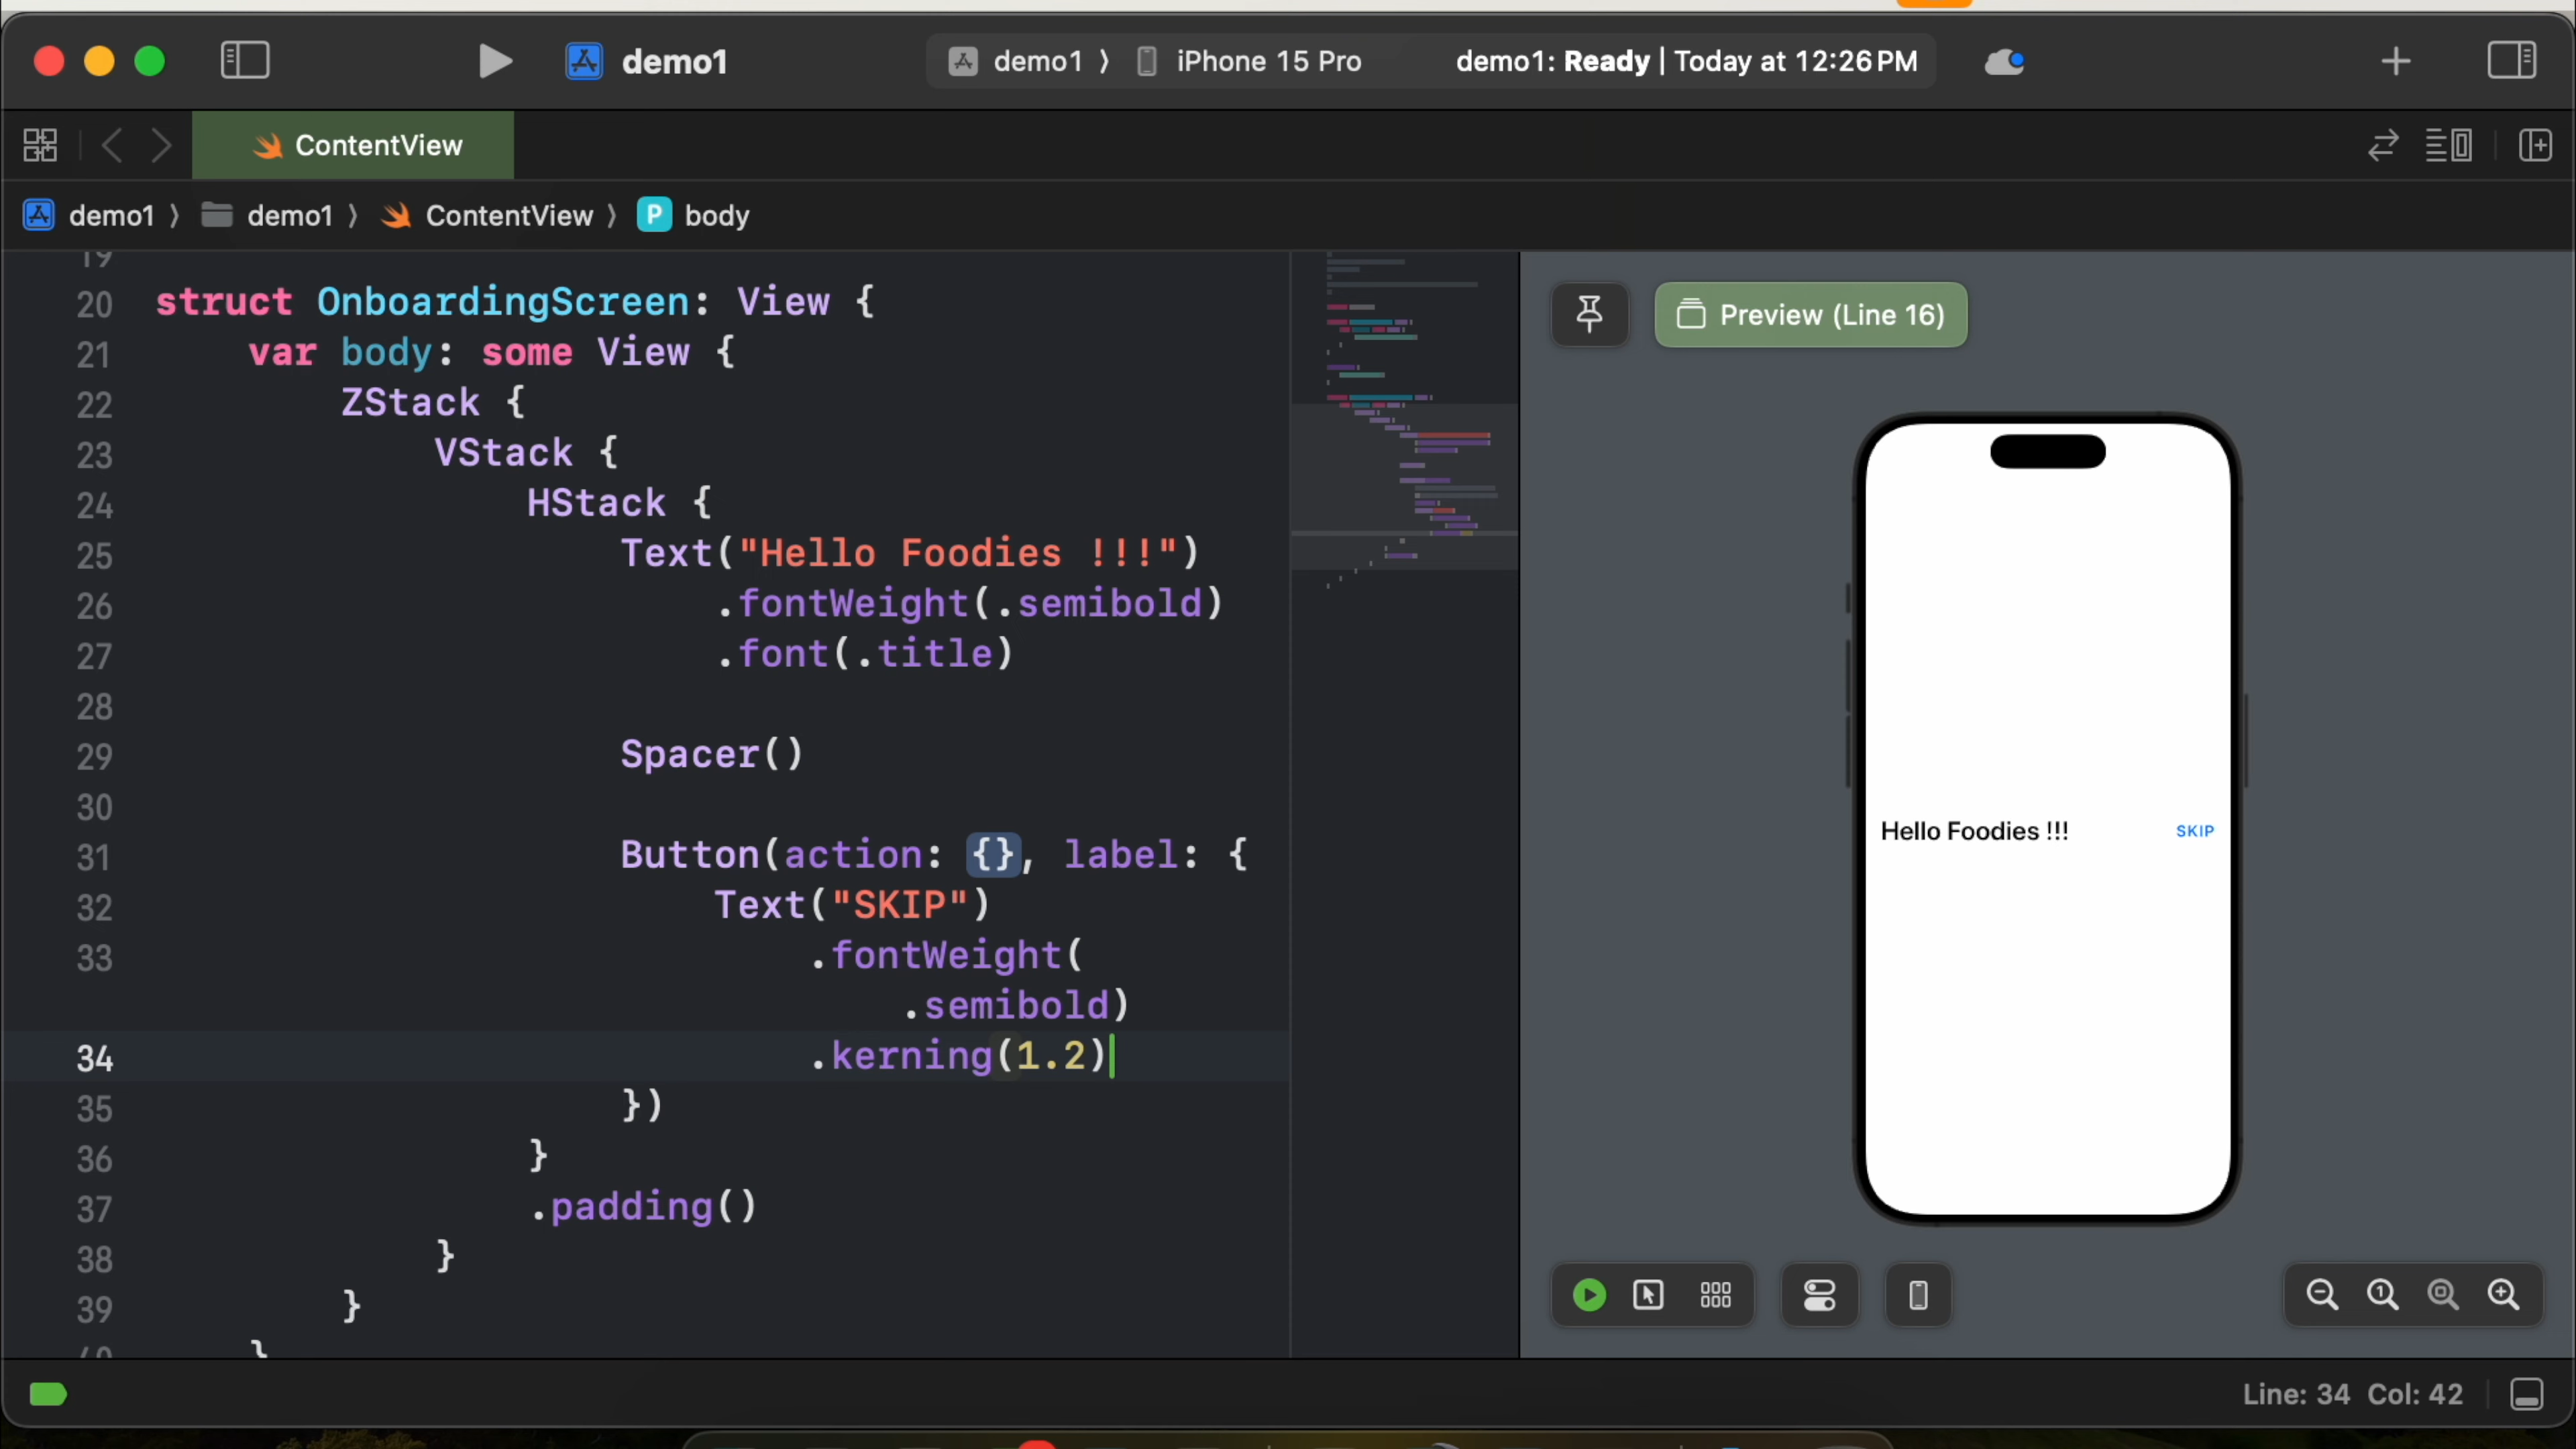 demo1
demo1 ⟩ iPhone 15 Pro
demo1: Ready | Today at 12:26 PM
ContentView
demo1 ⟩ demo1 ⟩ ContentView ⟩ P body
19
20 struct OnboardingScreen: View {
21 var body: some View {
22 ZStack {
23 VStack {
24 HStack {
25 Text("Hello Foodies !!!")
26 .fontWeight(.semibold)
27 .font(.title)
28
29 Spacer()
30
31 Button(action: {}, label: {
32 Text("SKIP")
33 .fontWeight(
.semibold)
34 .kerning(1.2)
35 })
36 }
37 .padding()
38 }
39 }
40 }
Preview (Line 16)
Hello Foodies !!! SKIP
Line: 34 Col: 42